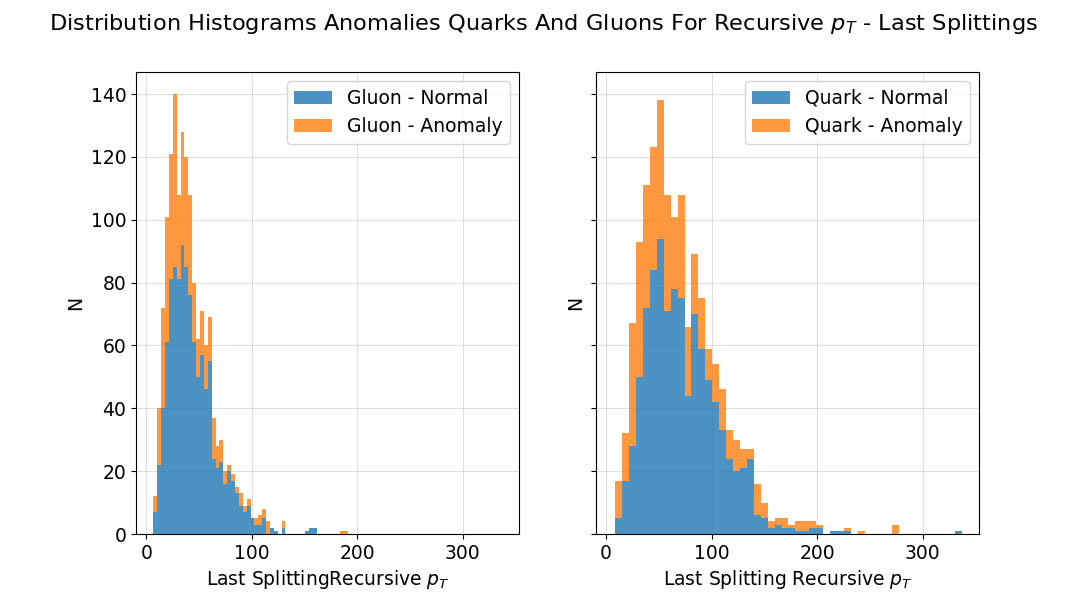 Distribution Histograms Anomalies Quarks And Gluons For Recursive p_T - Last Splittings
Gluon - Normal
Gluon - Anomaly
140
120
100
80
60
40
20
0
N
0 100 200 300
Last SplittingRecursive p_T
Quark - Normal
Quark - Anomaly
N
0 100 200 300
Last Splitting Recursive p_T